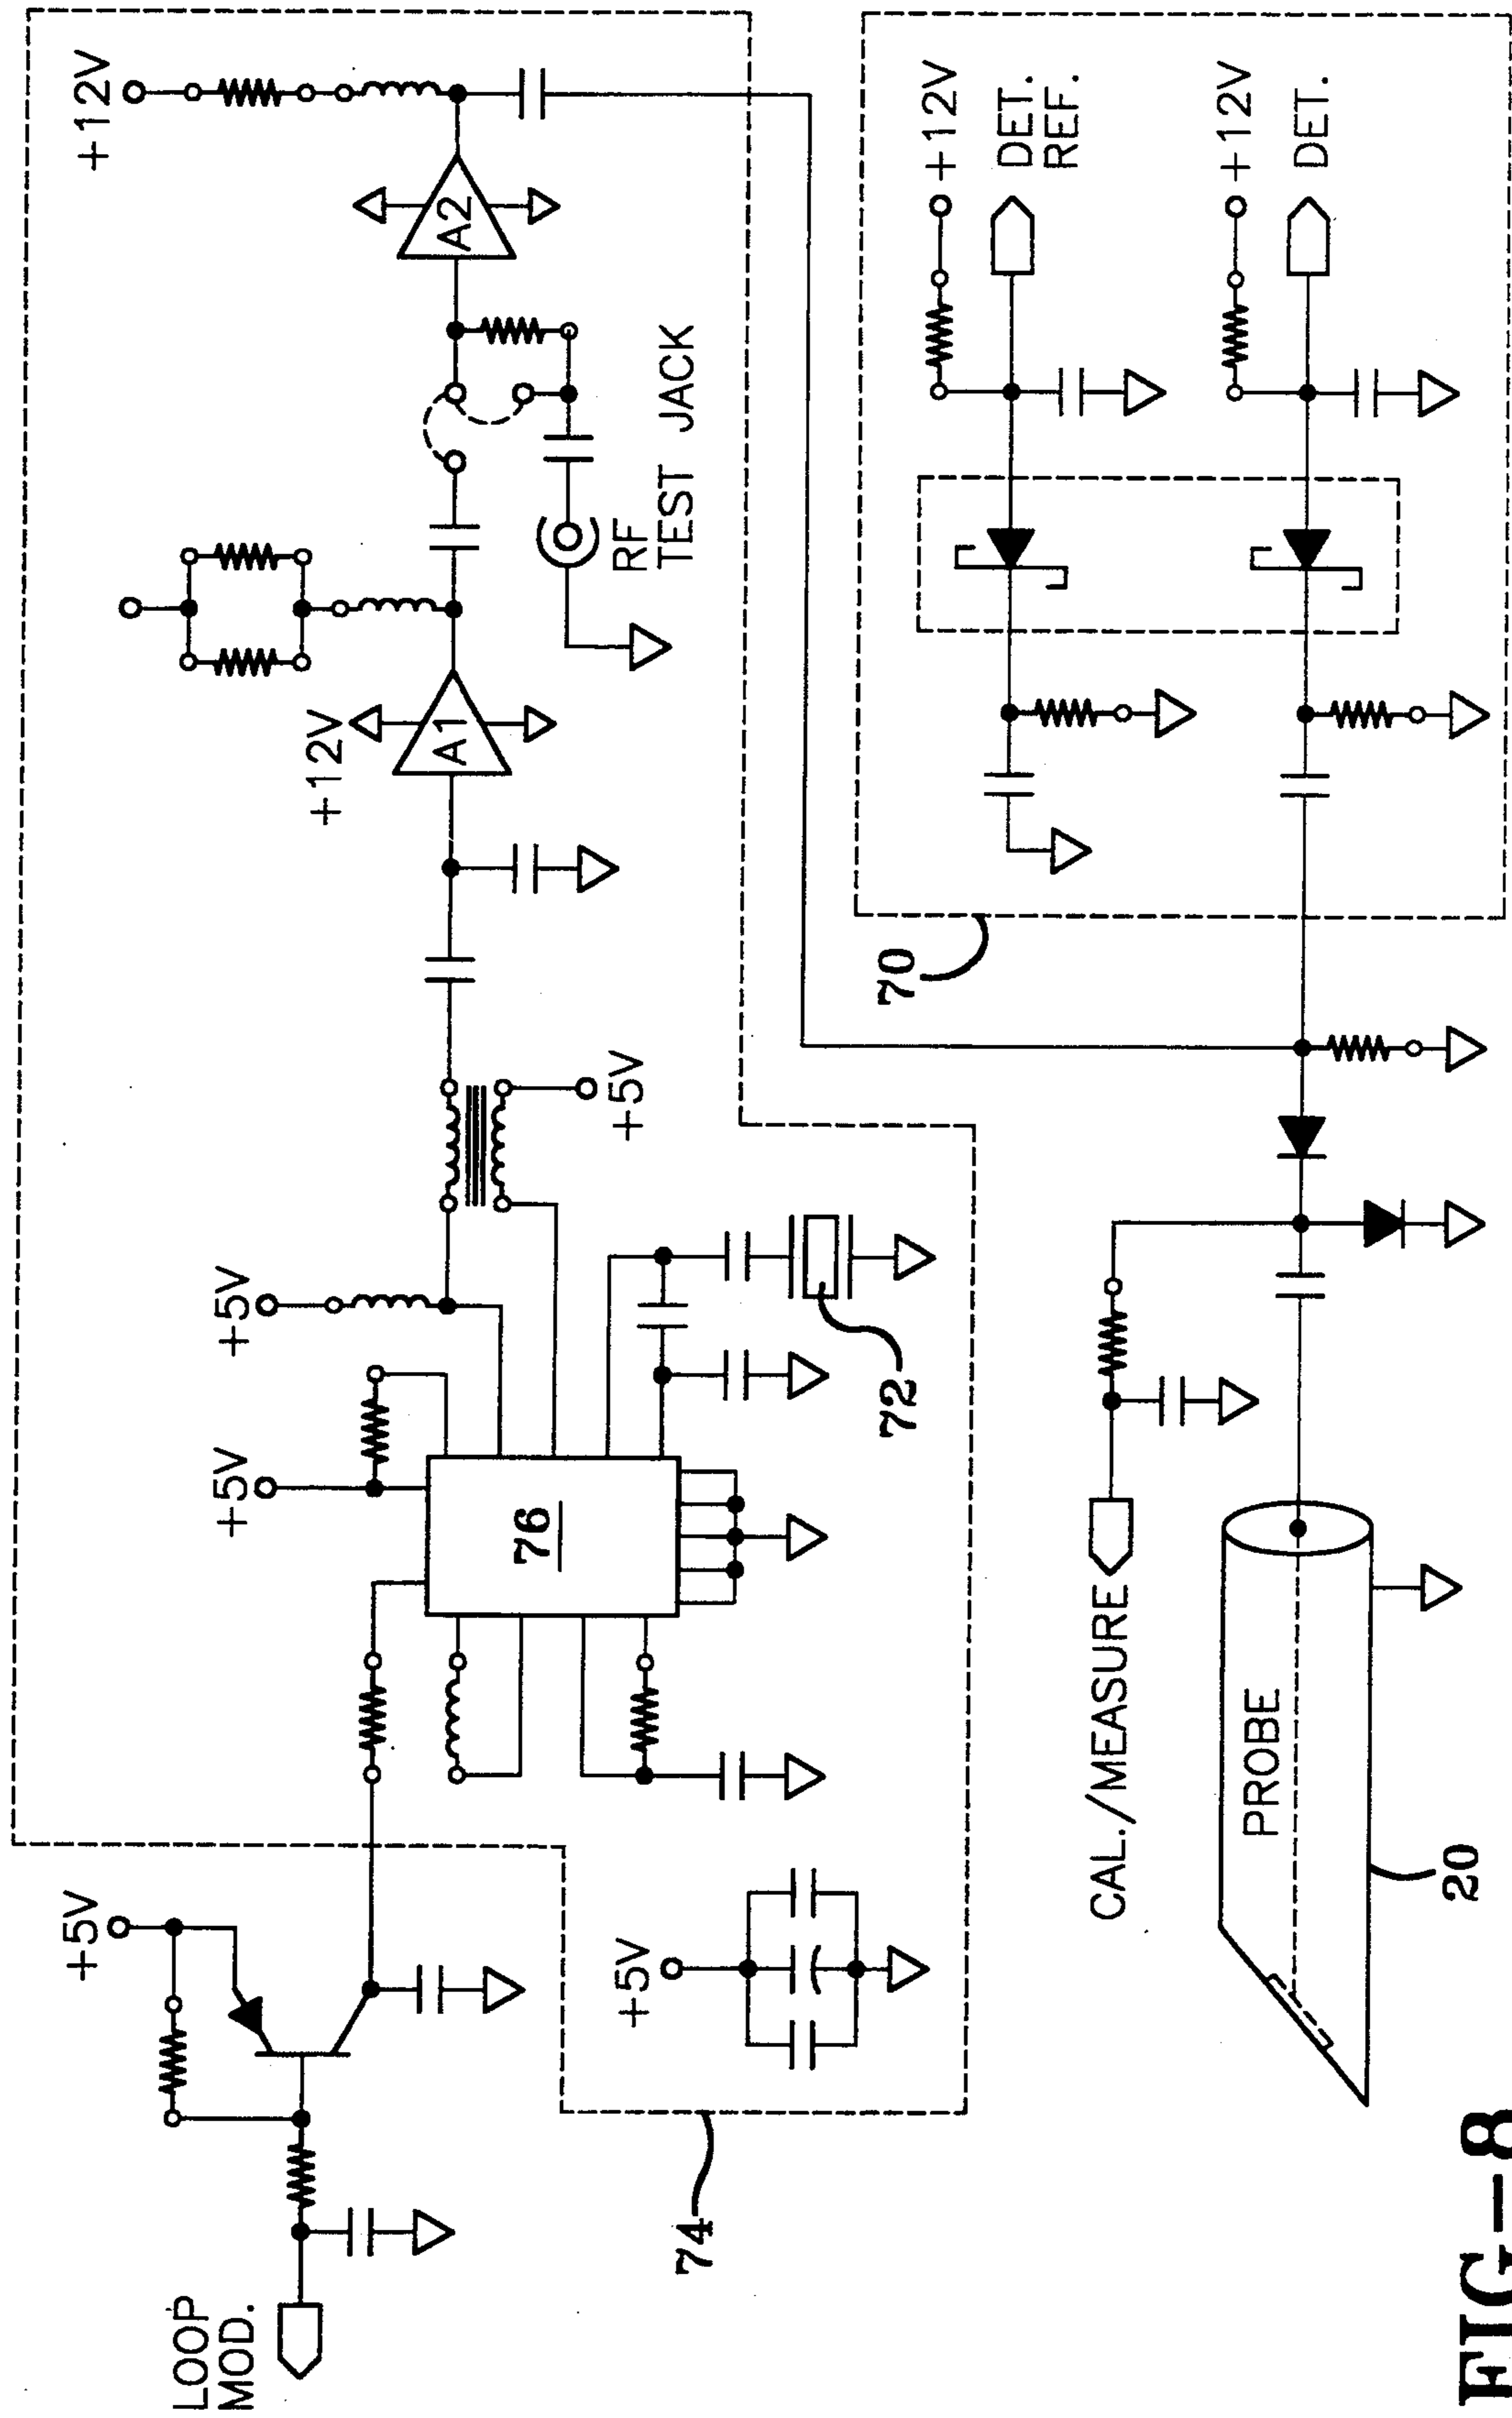 LOOP
MOD.
+5V
+5V
+5V
+5V
+5V
+12V
+12V
A1
A2
RF
TEST JACK
76
72
74
70
+12V
DET.
REF.
+12V
DET.
CAL./MEASURE
PROBE
20
FIG-8